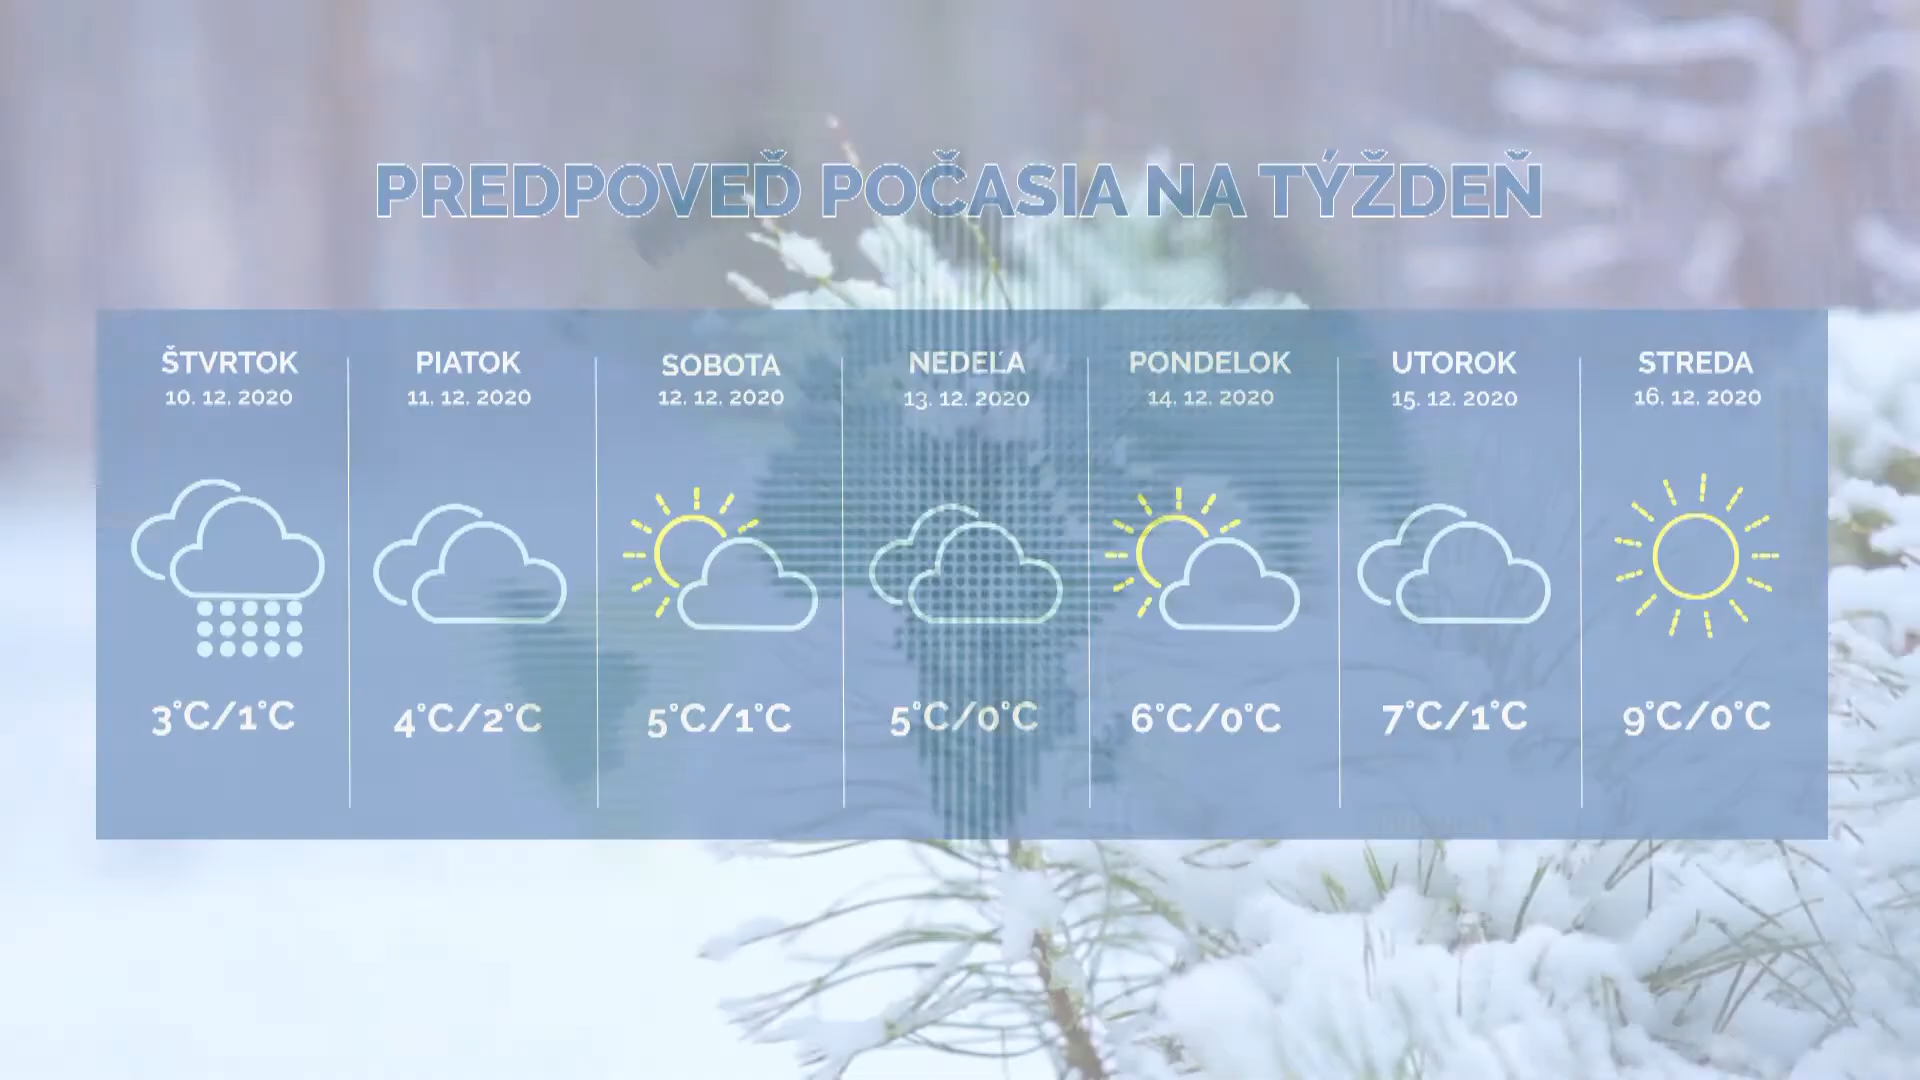 PREDPOVEĎ POČASIA NA TÝŽDEŇ
ŠTVRTOK
10. 12. 2020
3°C/1°C
PIATOK
11. 12. 2020
4°C/2°C
SOBOTA
12. 12. 2020
5°C/1°C
NEDEĽA
13. 12. 2020
5°C/0°C
PONDELOK
14. 12. 2020
6°C/0°C
UTOROK
15. 12. 2020
7°C/1°C
STREDA
16. 12. 2020
9°C/0°C